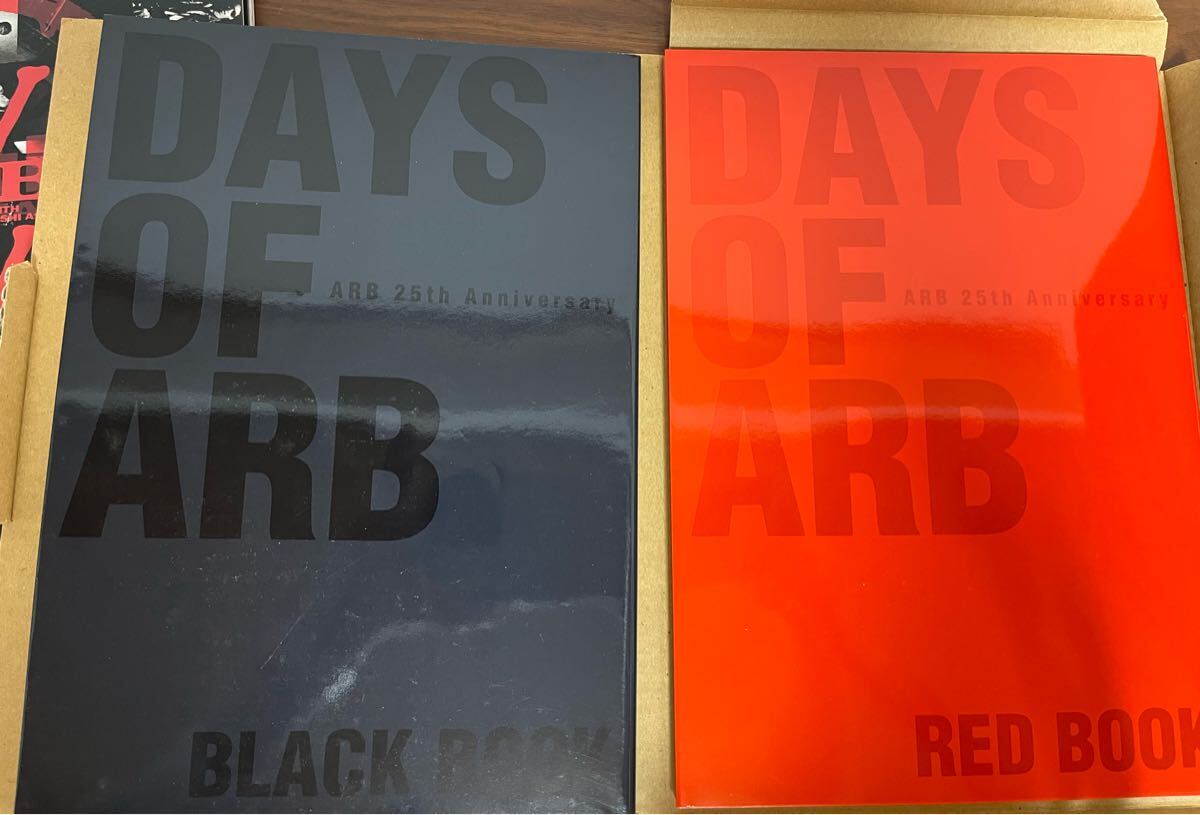 DAYS
OF
ARB 25th Anniversary
ARB
BLACK BOOK
DAYS
OF
ARB 25th Anniversary
ARB
RED BOOK